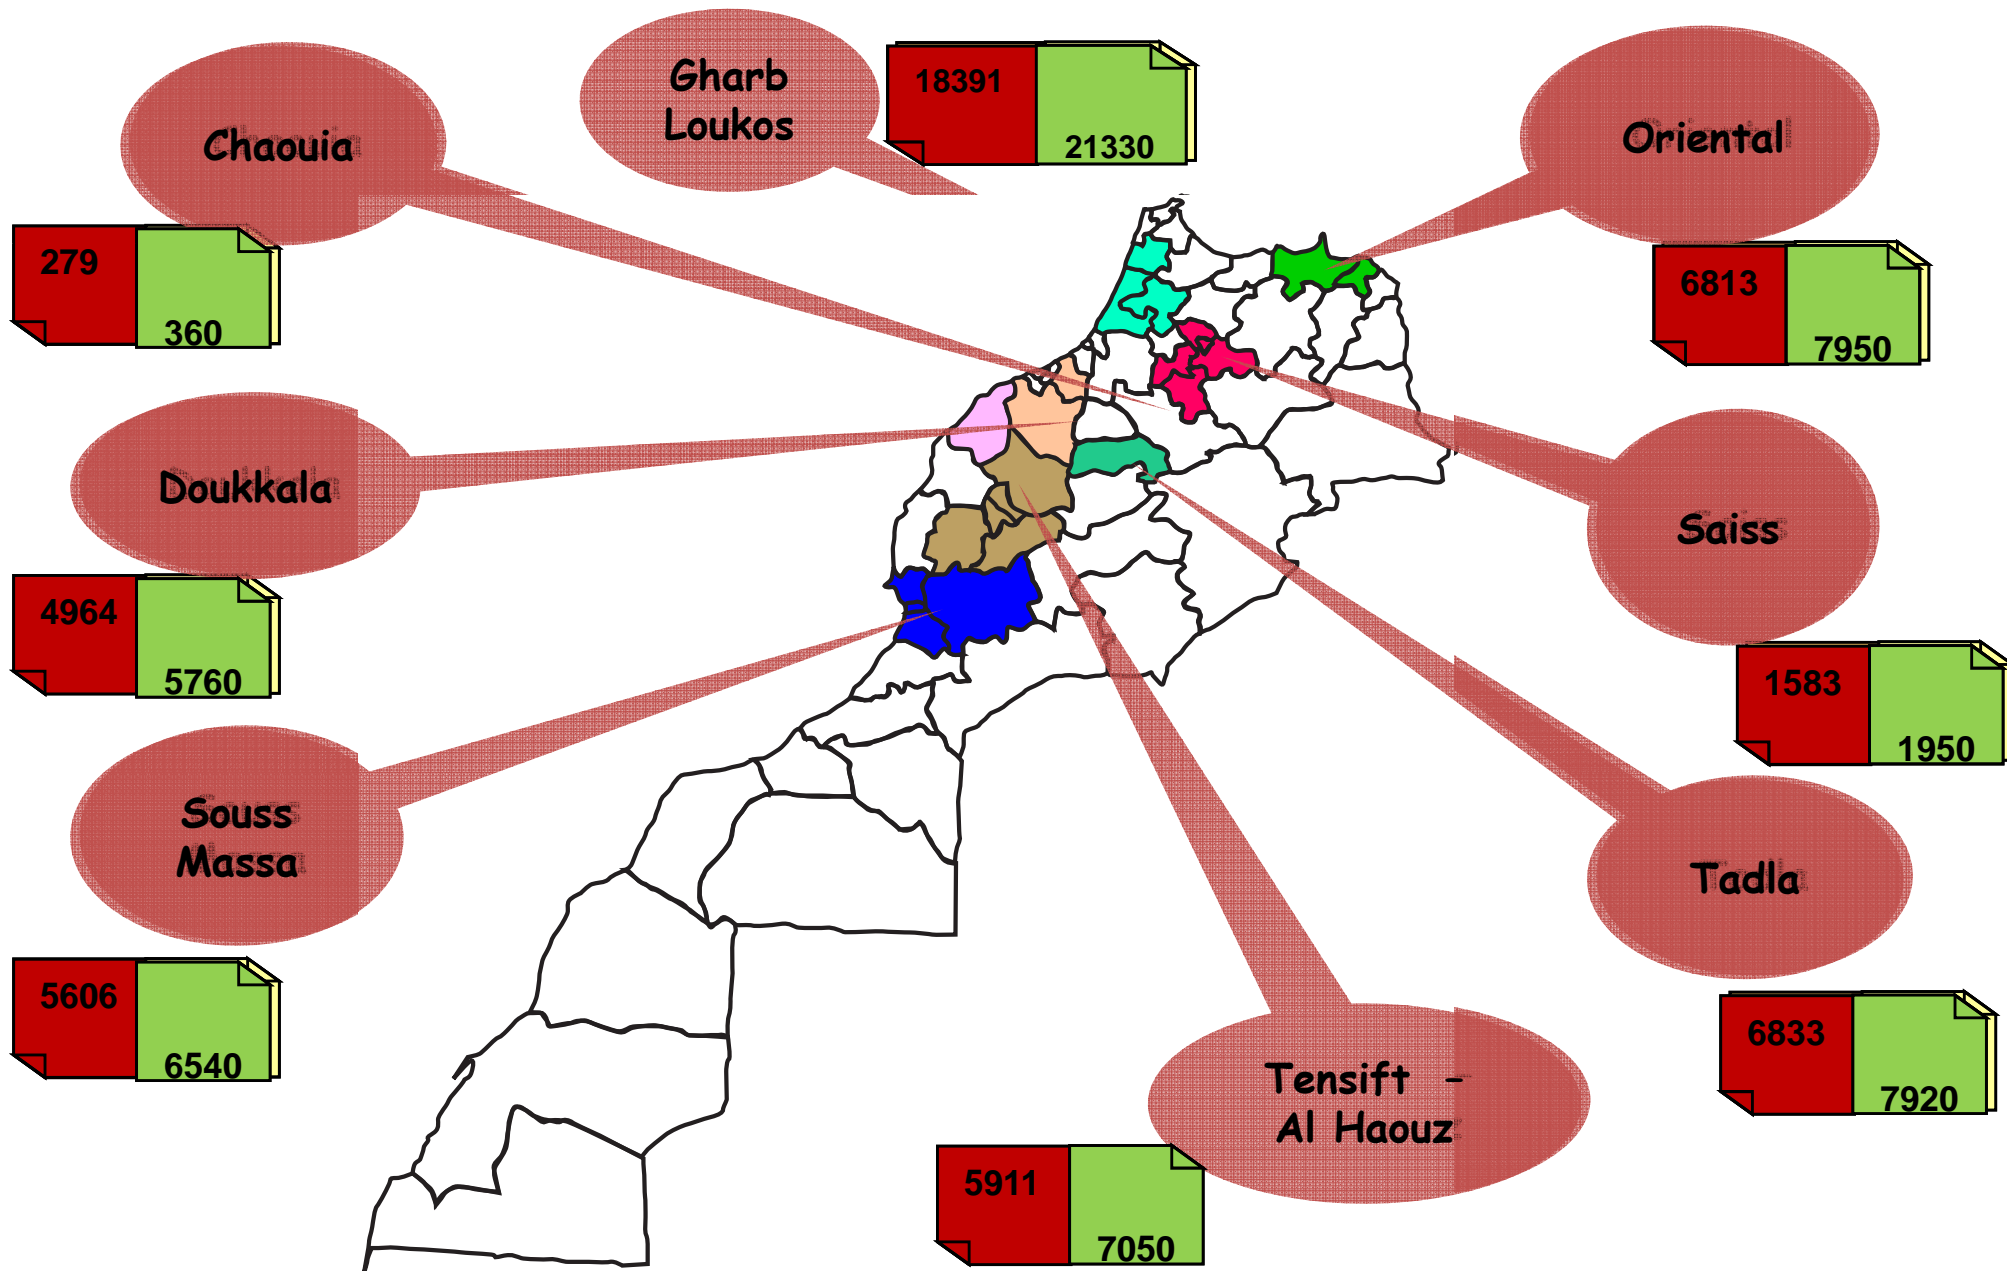 Gharb
Loukos
18391
21330
Chaouia
279
360
Oriental
6813
7950
Doukkala
4964
5760
Saiss
1583
1950
Souss
Massa
5606
6540
Tadla
6833
7920
Tensift -
Al Haouz
5911
7050